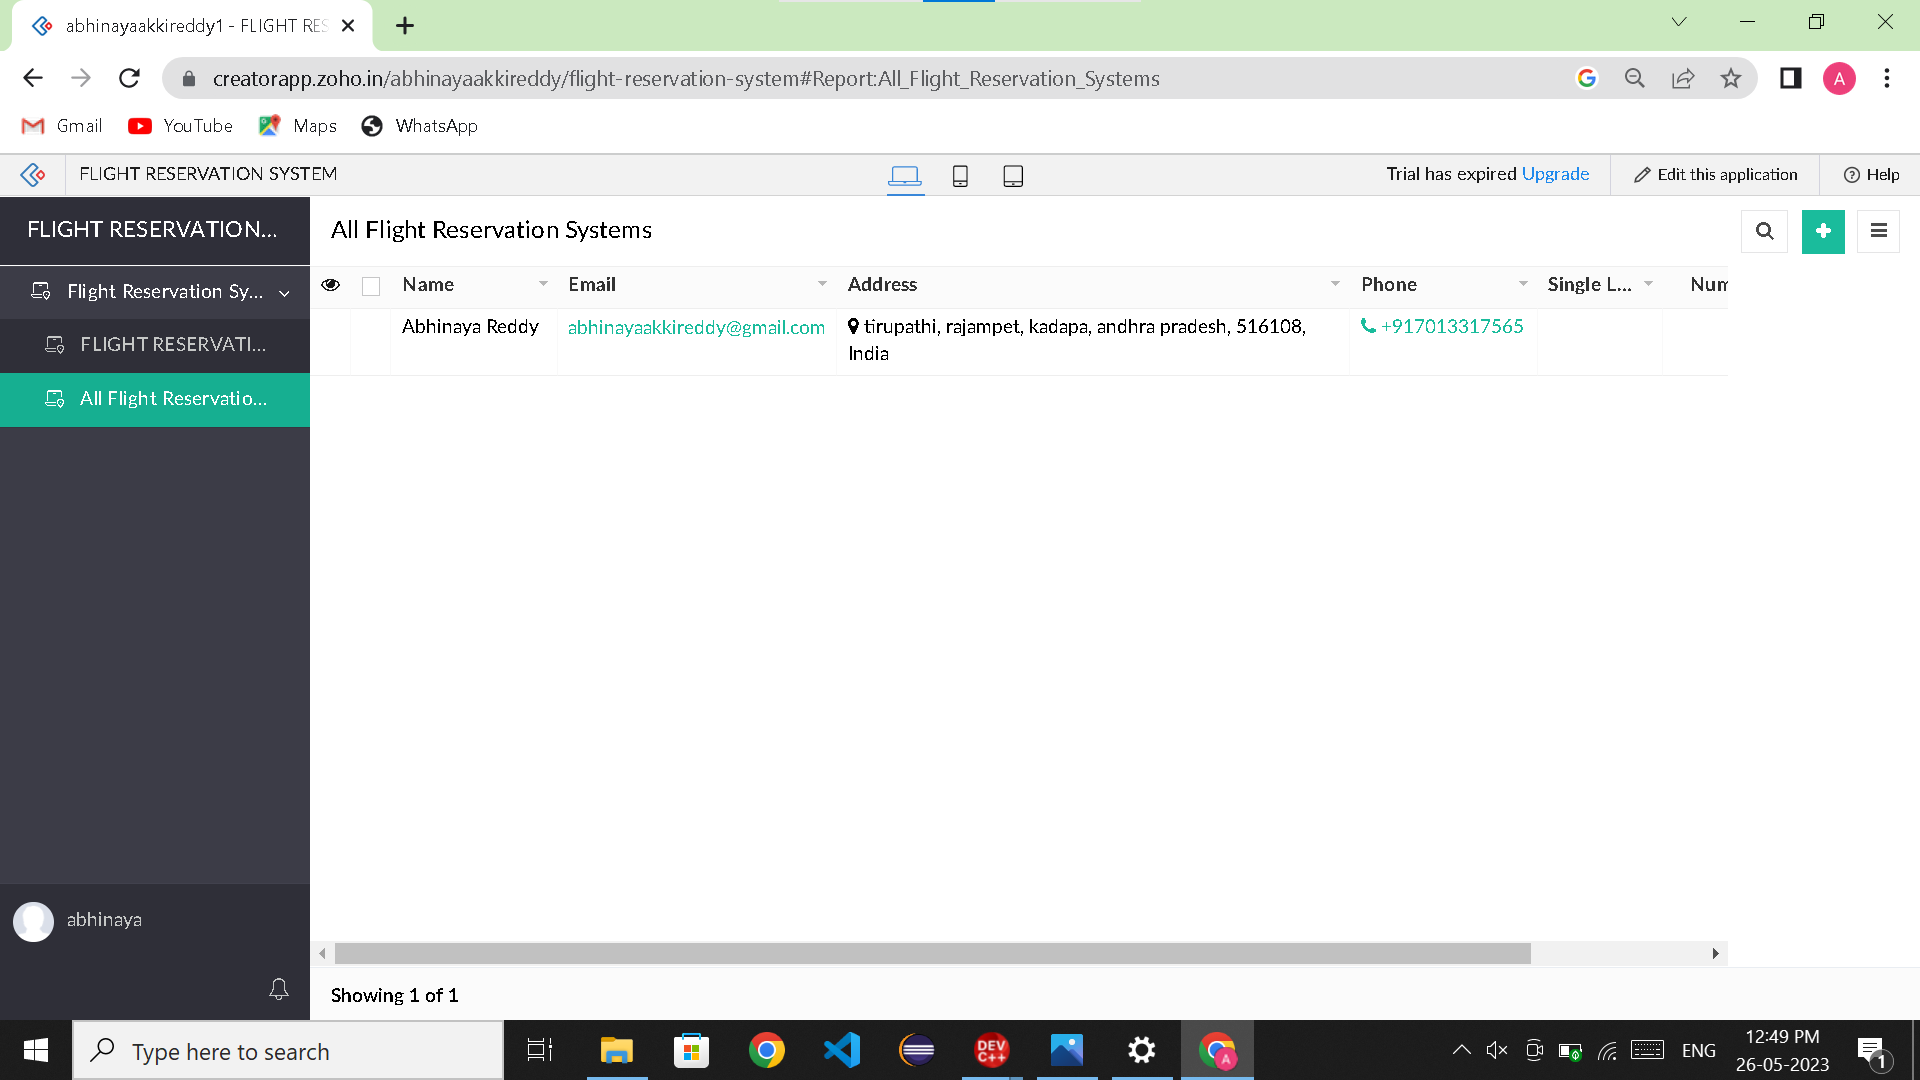 abhinayaakkireddy1 - FLIGHT RES
creatorapp.zoho.in/abhinayaakkireddy/flight-reservation-system#Report:All_Flight_Reservation_Systems
A
Gmail YouTube Maps WhatsApp
FLIGHT RESERVATION SYSTEM
Trial has expired Upgrade
Edit this application
Help
FLIGHT RESERVATION...
All Flight Reservation Systems
Flight Reservation Sy...
FLIGHT RESERVATI...
All Flight Reservatio...
Name Email Address Phone Single L... Num
Abhinaya Reddy abhinayaakkireddy@gmail.com tirupathi, rajampet, kadapa, andhra pradesh, 516108, +917013317565
India
abhinaya
Showing 1 of 1
Type here to search
DEV
C++
A
ENG
12:49 PM
26-05-2023
1